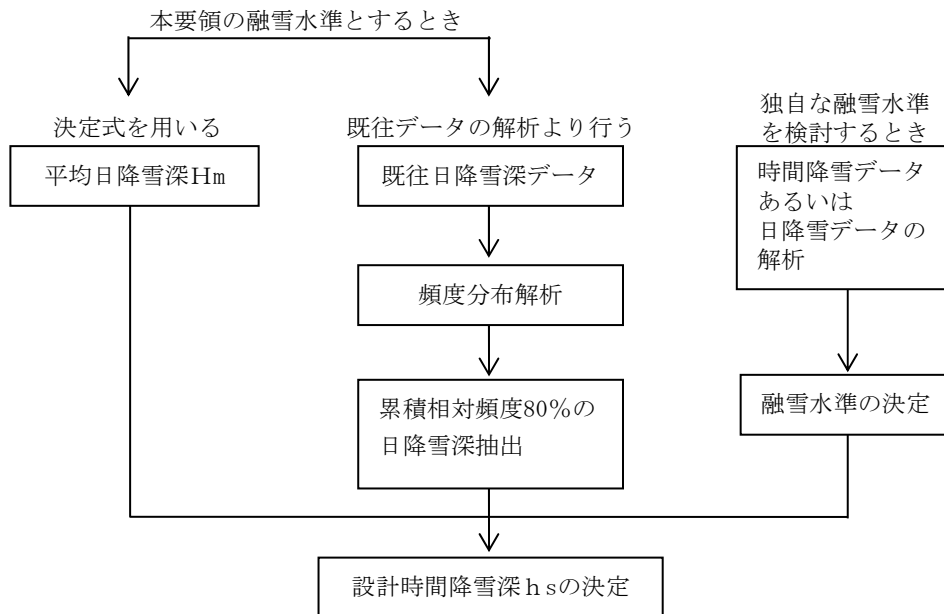 本要領の融雪水準とするとき
決定式を用いる
平均日降雪深Hm
既往データの解析より行う
既往日降雪深データ
頻度分布解析
累積相対頻度80%の
日降雪深抽出
独自な融雪水準
を検討するとき
時間降雪データ
あるいは
日降雪データの
解析
融雪水準の決定
設計時間降雪深ｈsの決定